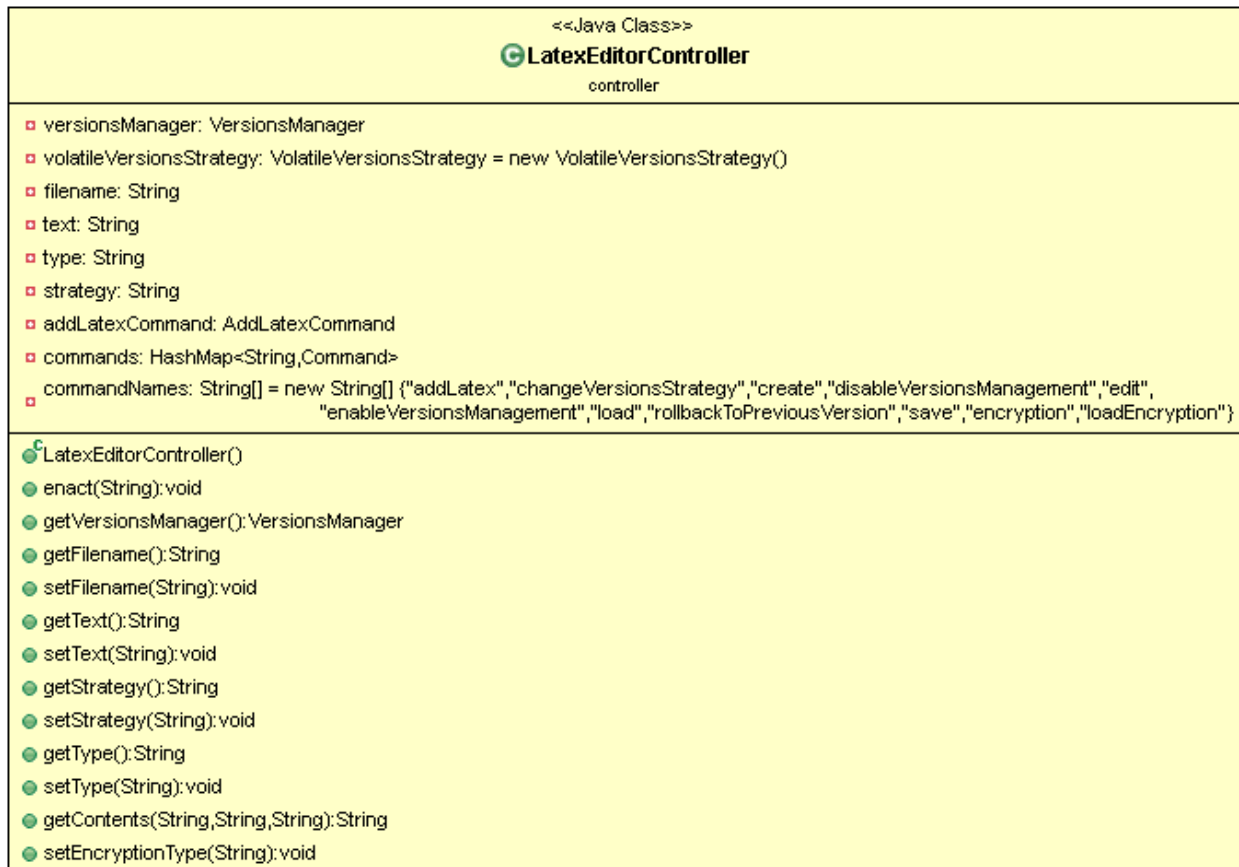 <<Java Class>>
LatexEditorController
controller
versionsManager: VersionsManager
volatileVersionsStrategy: VolatileVersionsStrategy = new VolatileVersionsStrategy()
filename: String
text: String
type: String
strategy: String
addLatexCommand: AddLatexCommand
commands: HashMap<String,Command>
commandNames: String[] = new String[] {"addLatex","changeVersionsStrategy","create","disableVersionsManagement","edit",
"enableVersionsManagement","load","rollbackToPreviousVersion","save","encryption","loadEncryption"}
LatexEditorController()
enact(String):void
getVersionsManager():VersionsManager
getFilename():String
setFilename(String):void
getText():String
setText(String):void
getStrategy():String
setStrategy(String):void
getType():String
setType(String):void
getContents(String,String,String):String
setEncryptionType(String):void